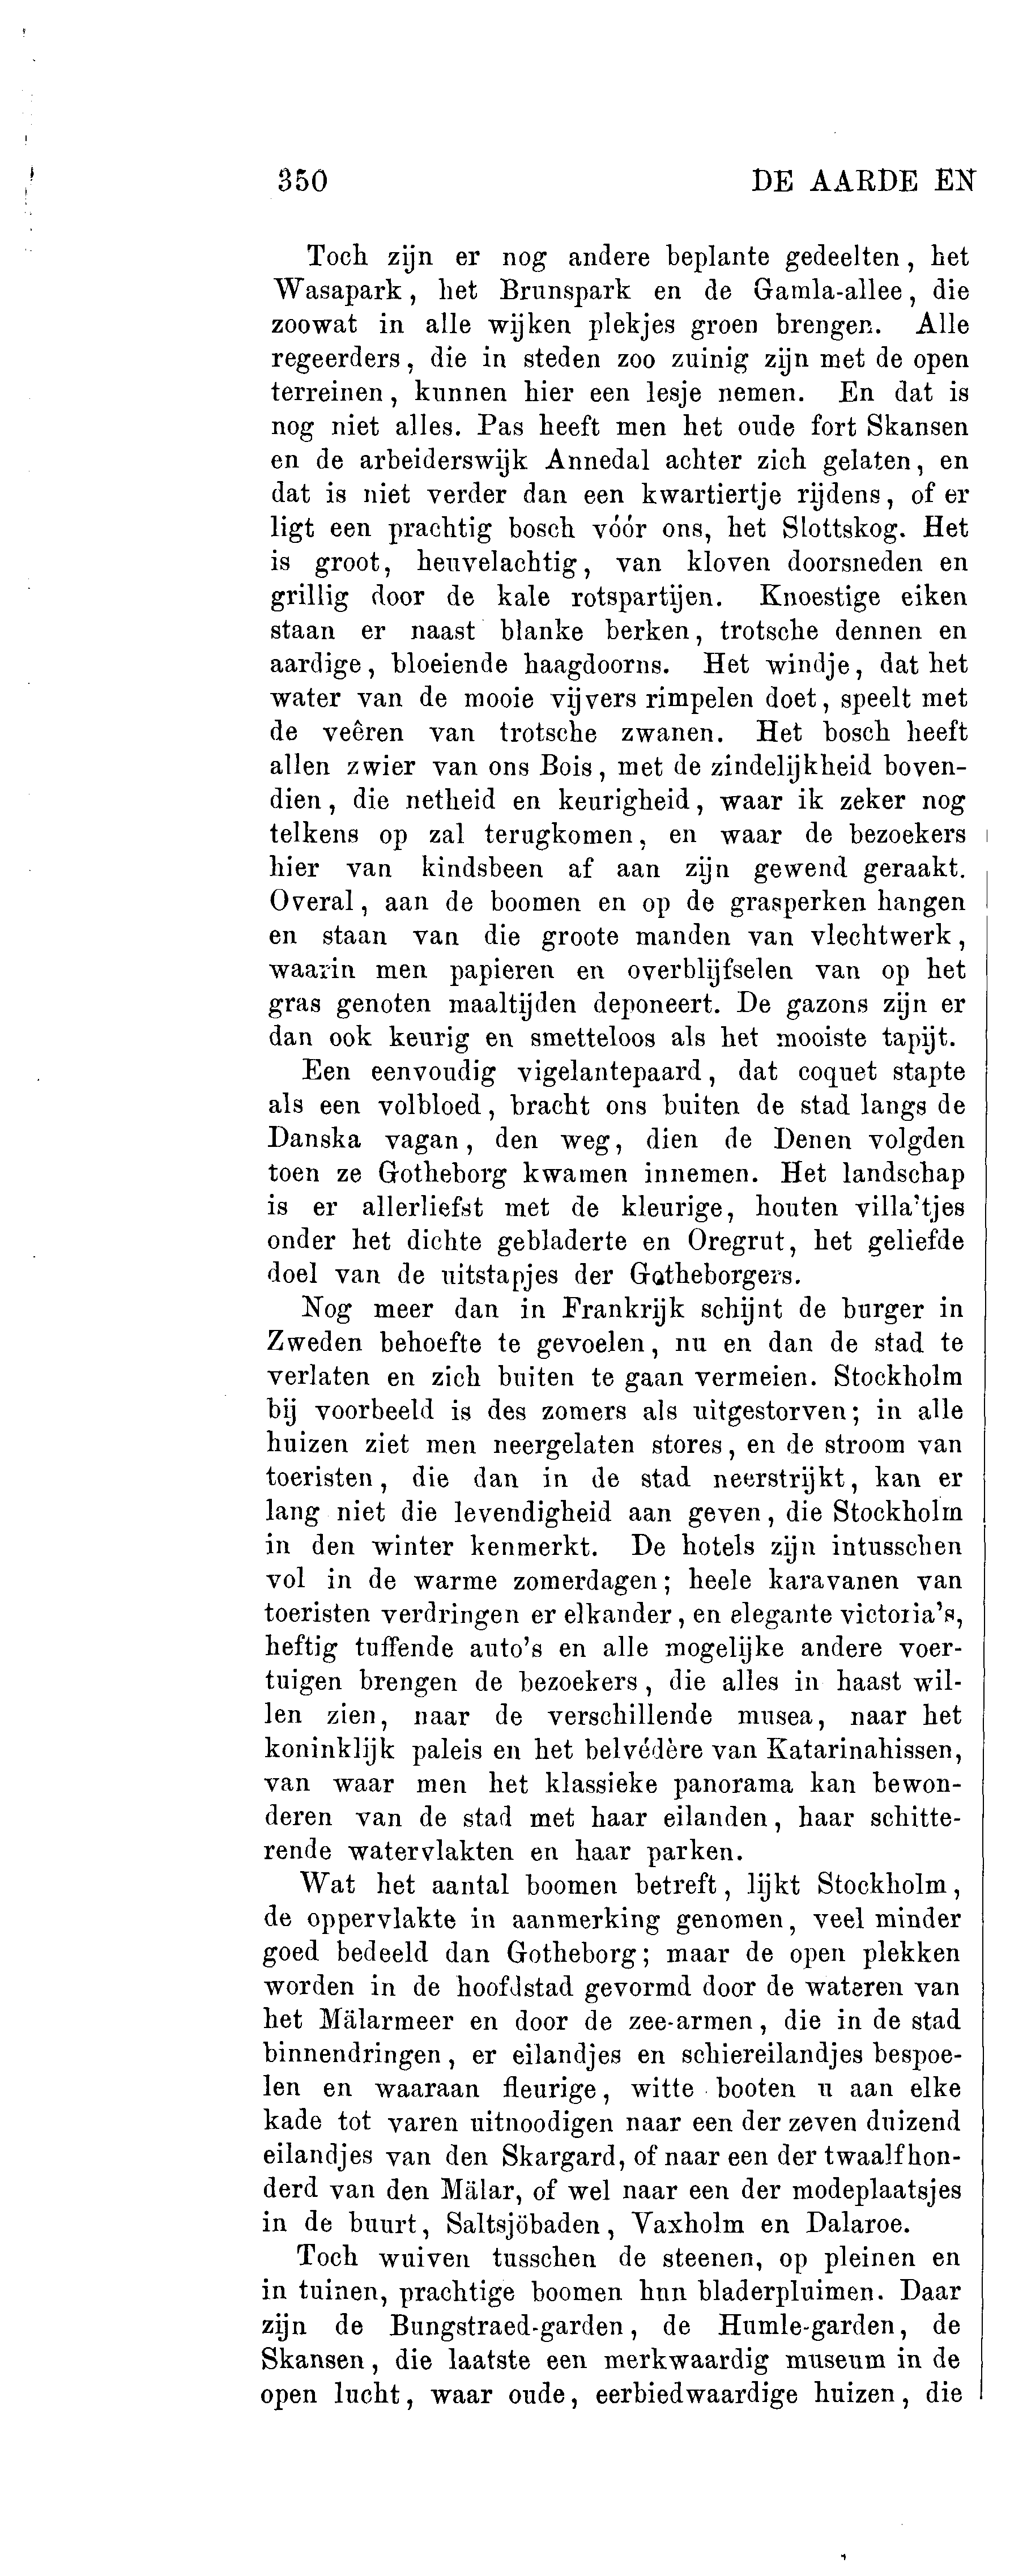 350 DE AARDE EN
Toch zijn er nog andere beplante gedeelten, het
Wasapark, het Brunspark en de Gamla-allee, die
zoowat in alle wijken plekjes groen brengen. Alle
regeerders, die in steden zoo zuinig zijn met de open
terreinen, kunnen hier een lesje nemen. En dat is
nog niet alles. Pas heeft men het oude fort Skansen
en de arbeiderswijk Annedal achter zich gelaten, en
dat is niet verder dan een kwartiertje rijdens, of er
ligt een prachtig bosch vóór ons, het Slottskog. Het
is groot, heuvelachtig, van kloven doorsneden en
grillig door de kale rotspartijen. Knoestige eiken
staan er naast blanke berken, trotsche dennen en
aardige, bloeiende haagdoorns. Het windje, dat het
water van de mooie vijvers rimpelen doet, speelt met
de veêren van trotsche zwanen. Het bosch heeft
allen zwier van ons Bois, met de zindelijkheid boven-
dien, die netheid en keurigheid, waar ik zeker nog
telkens op zal terugkomen, en waar de bezoekers
hier van kindsbeen af aan zijn gewend geraakt.
Overal, aan de boomen en op de grasperken hangen
en staan van die groote manden van vlechtwerk,
waarin men papieren en overblijfselen van op het
gras genoten maaltijden deponeert. De gazons zijn er
dan ook keurig en smetteloos als het mooiste tapijt.
Een eenvoudig vigelantepaard, dat coquet stapte
als een volbloed, bracht ons buiten de stad langs de
Danska vagan, den weg, dien de Denen volgden
toen ze Gotheborg kwamen innemen. Het landschap
is er allerliefst met de kleurige, houten villa'tjes
onder het dichte gebladerte en Oregrut, het geliefde
doel van de uitstapjes der Gotheborgers.
Nog meer dan in Frankrijk schijnt de burger in
Zweden behoefte te gevoelen, nu en dan de stad te
verlaten en zich buiten te gaan vermeien. Stockholm
bij voorbeeld is des zomers als uitgestorven; in alle
huizen ziet men neergelaten stores, en de stroom van
toeristen, die dan in de stad neerstrijkt, kan er
lang niet die levendigheid aan geven, die Stockholm
in den winter kenmerkt. De hotels zijn intusschen
vol in de warme zomerdagen; heele karavanen van
toeristen verdringen er elkander, en elegante victoria's,
heftig tuffende auto's en alle mogelijke andere voer-
tuigen brengen de bezoekers, die alles in haast wil-
len zien, naar de verschillende musea, naar het
koninklijk paleis en het belvédère van Katarinahissen,
van waar men het klassieke panorama kan bewon-
deren van de stad met haar eilanden, haar schitte-
rende watervlakten en haar parken.
Wat het aantal boomen betreft, lijkt Stockholm,
de oppervlakte in aanmerking genomen, veel minder
goed bedeeld dan Gotheborg; maar de open plekken
worden in de hoofdstad gevormd door de wateren van
het Mälarmeer en door de zee-armen, die in de stad
binnendringen, er eilandjes en schiereilandjes bespoe-
len en waaraan fleurige, witte booten u aan elke
kade tot varen uitnoodigen naar een der zeven duizend
eilandjes van den Skargard, of naar een der twaalfhon-
derd van den Mälar, of wel naar een der modeplaatsjes
in de buurt, Saltsjöbaden, Vaxholm en Dalaroe.
Toch wuiven tusschen de steenen, op pleinen en
in tuinen, prachtige boomen hun bladerpluimen. Daar
zijn de Bungstraed-garden, de Humle-garden, de
Skansen, die laatste een merkwaardig museum in de
open lucht, waar oude, eerbiedwaardige huizen, die